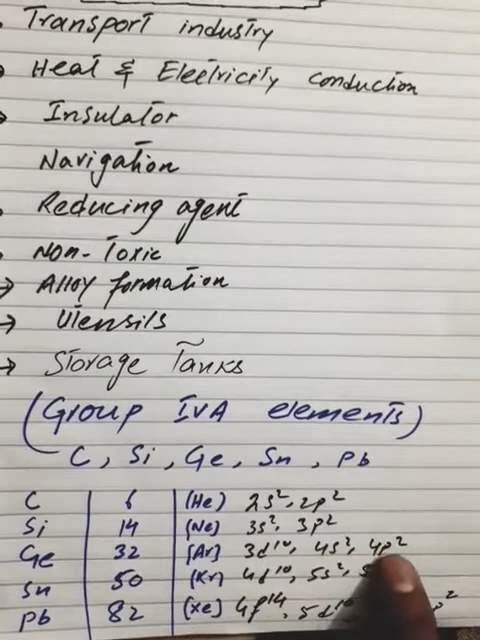 Transport industry
→ Heat & Electricity conduction
→ Insulator
Navigation
Reducing agent
Non-Toxic
→ Alloy formation
→ Utensils
→ Storage Tanks
(Group IVA elements)
C, Si, Ge, Sn, Pb
C 6 (He) 2s², 2p²
Si 14 (Ne) 3s², 3p²
Ge 32 [Ar] 3d¹⁰, 4s², 4p²
Sn 50 (Kr) 4d¹⁰, 5s², 5
Pb 82 (Xe) 4f¹⁴, 5d¹⁰